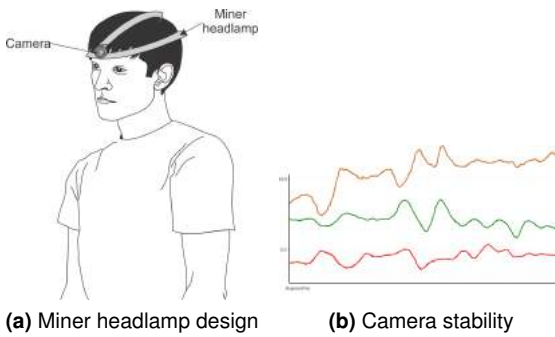 Miner
headlamp
Camera
(a) Miner headlamp design
(b) Camera stability